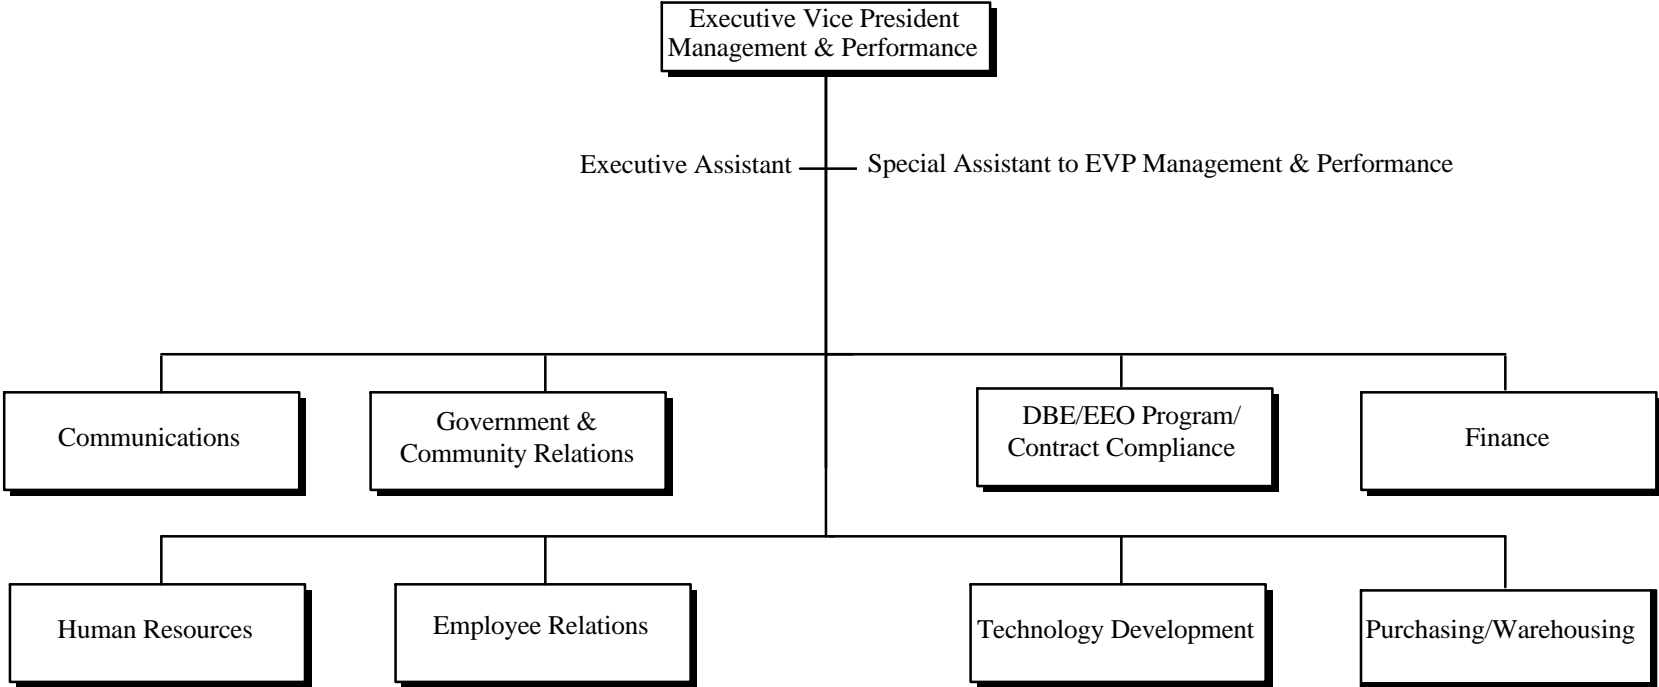 Executive Vice President
Management & Performance
Executive Assistant
Special Assistant to EVP Management & Performance
Communications
Government &
Community Relations
DBE/EEO Program/
Contract Compliance
Finance
Human Resources
Employee Relations
Technology Development
Purchasing/Warehousing